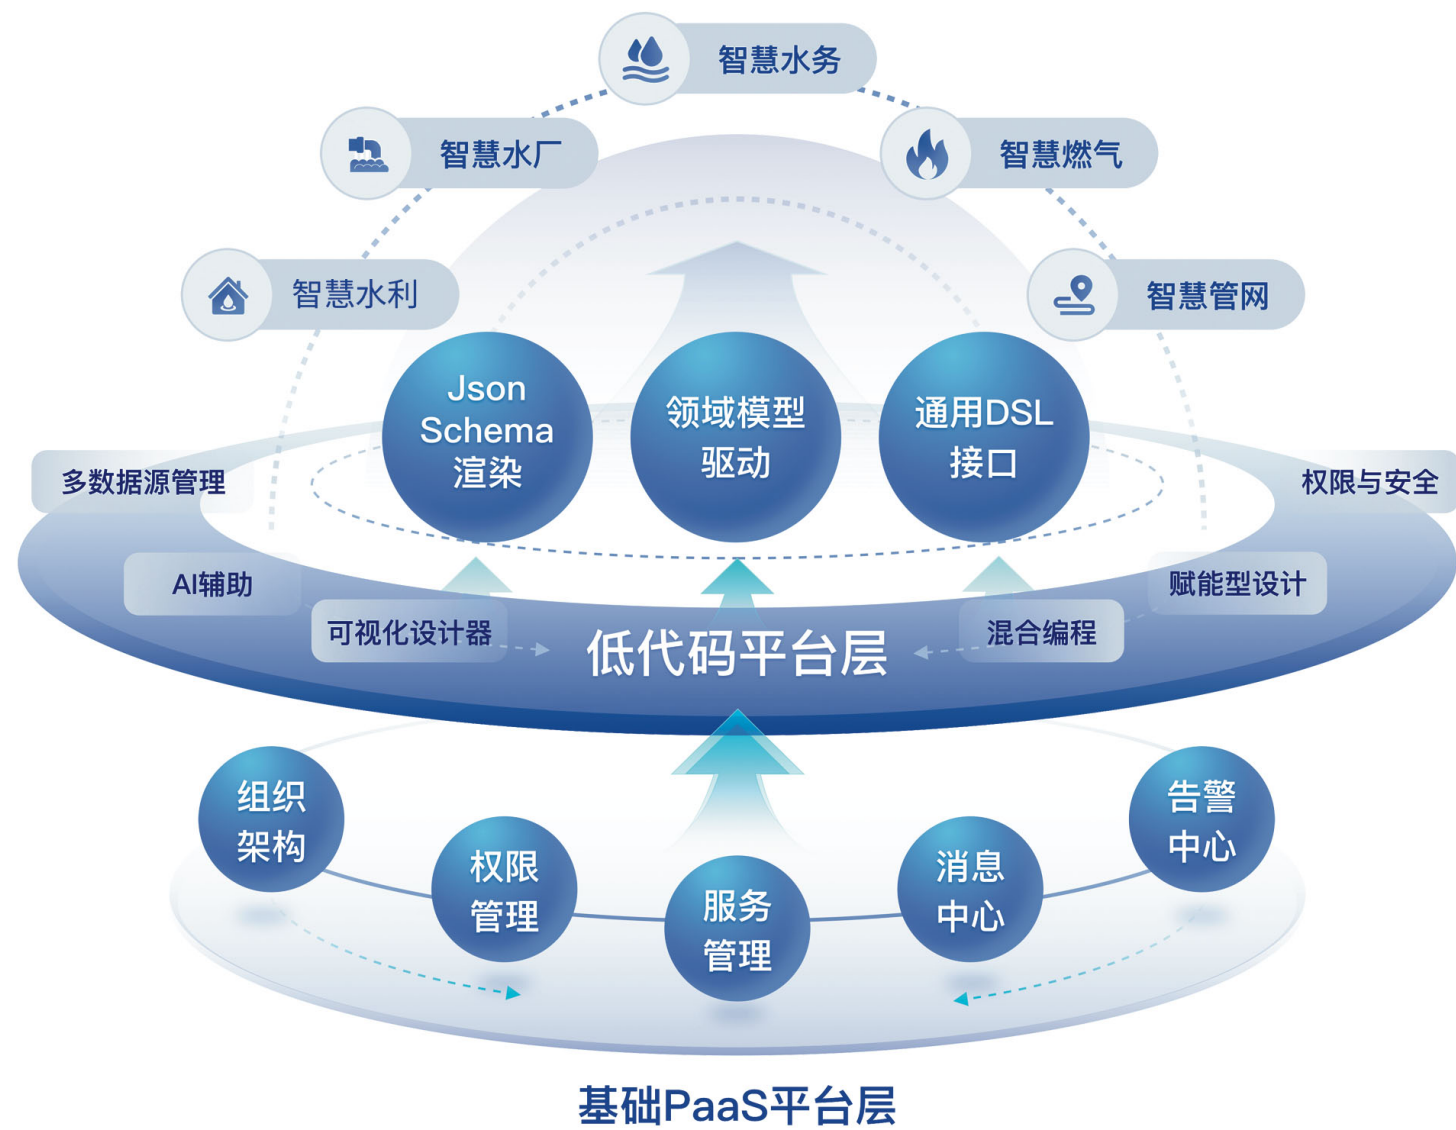 智慧水务
智慧水厂
智慧燃气
智慧水利
智慧管网
Json
Schema
渲染
领域模型
驱动
通用DSL
接口
多数据源管理
权限与安全
AI辅助
赋能型设计
可视化设计器
混合编程
低代码平台层
组织
架构
权限
管理
服务
管理
消息
中心
告警
中心
基础PaaS平台层